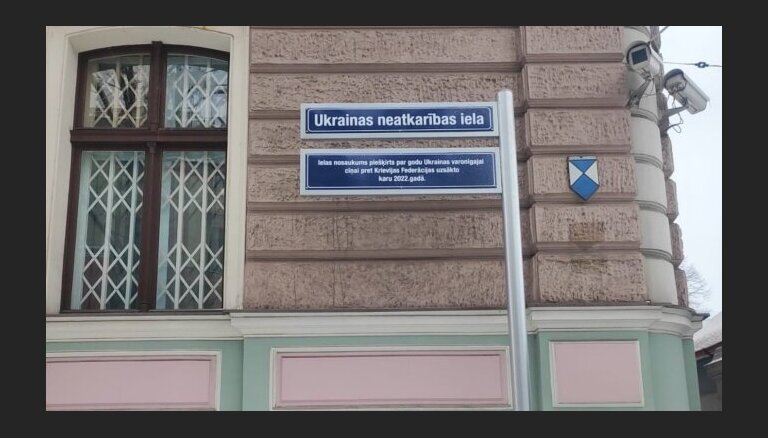 Ukrainas neatkarības iela
Ielas nosaukums piešķirts par godu Ukrainas varonīgajai
cīņai pret Krievijas Federācijas uzsākto
karu 2022.gadā.